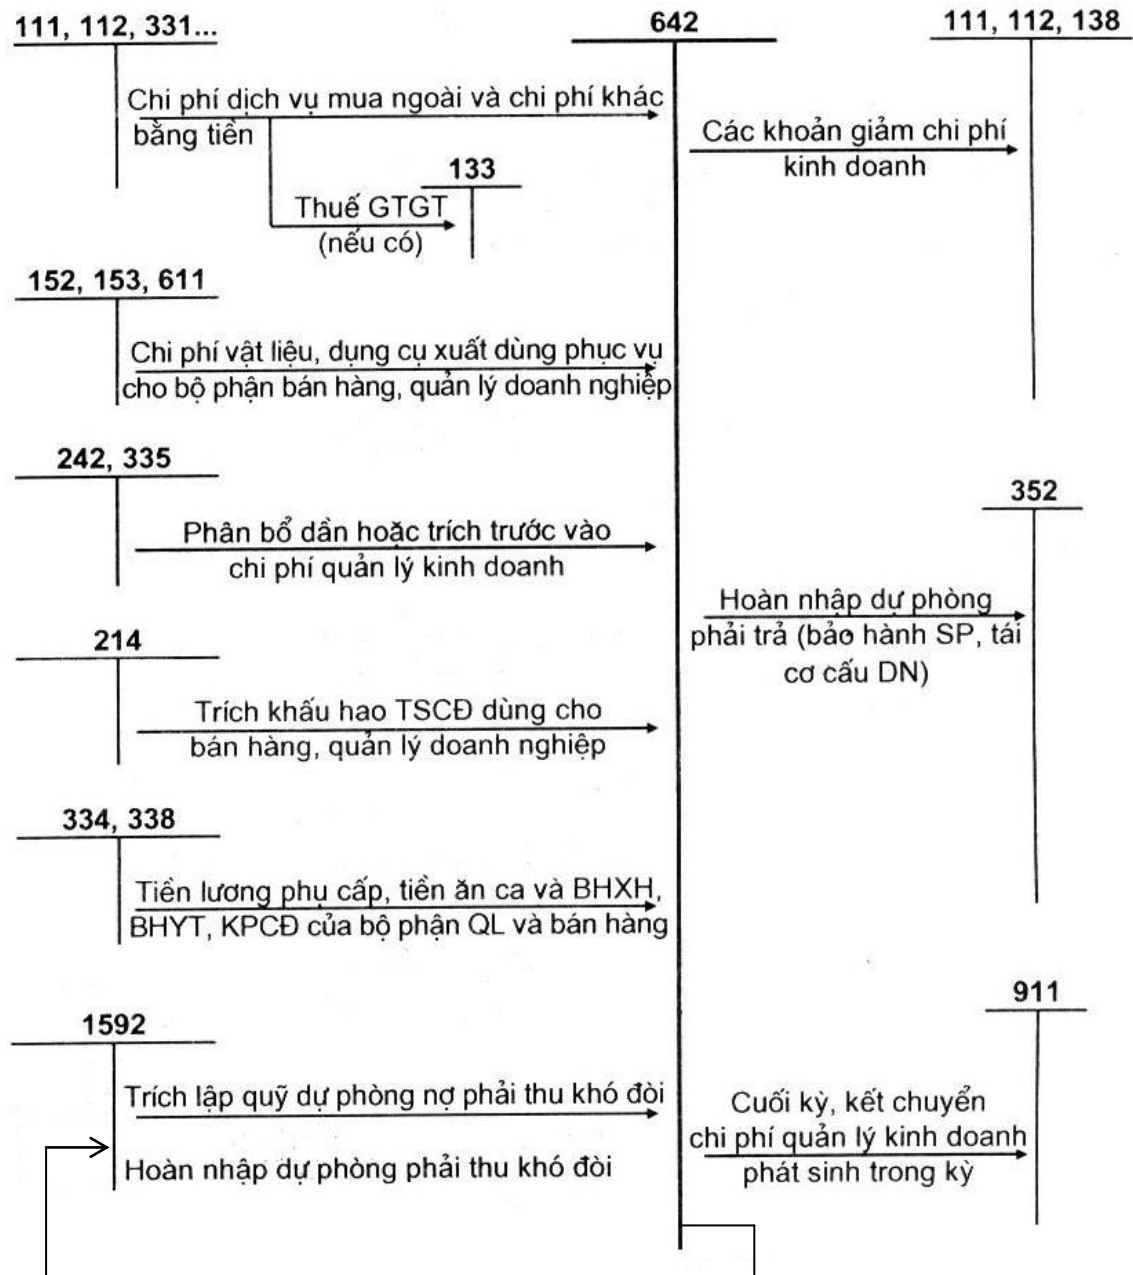 111, 112, 331...
642
111, 112, 138
Chi phí dịch vụ mua ngoài và chi phí khác
bằng tiền
133
Thuế GTGT
(nếu có)
Các khoản giảm chi phí
kinh doanh
152, 153, 611
Chi phí vật liệu, dụng cụ xuất dùng phục vụ
cho bộ phận bán hàng, quản lý doanh nghiệp
242, 335
Phân bổ dần hoặc trích trước vào
chi phí quản lý kinh doanh
352
Hoàn nhập dự phòng
phải trả (bảo hành SP, tái
cơ cấu DN)
214
Trích khấu hao TSCĐ dùng cho
bán hàng, quản lý doanh nghiệp
334, 338
Tiền lương phụ cấp, tiền ăn ca và BHXH,
BHYT, KPCĐ của bộ phận QL và bán hàng
911
1592
Trích lập quỹ dự phòng nợ phải thu khó đòi
Hoàn nhập dự phòng phải thu khó đòi
Cuối kỳ, kết chuyển
chi phí quản lý kinh doanh
phát sinh trong kỳ